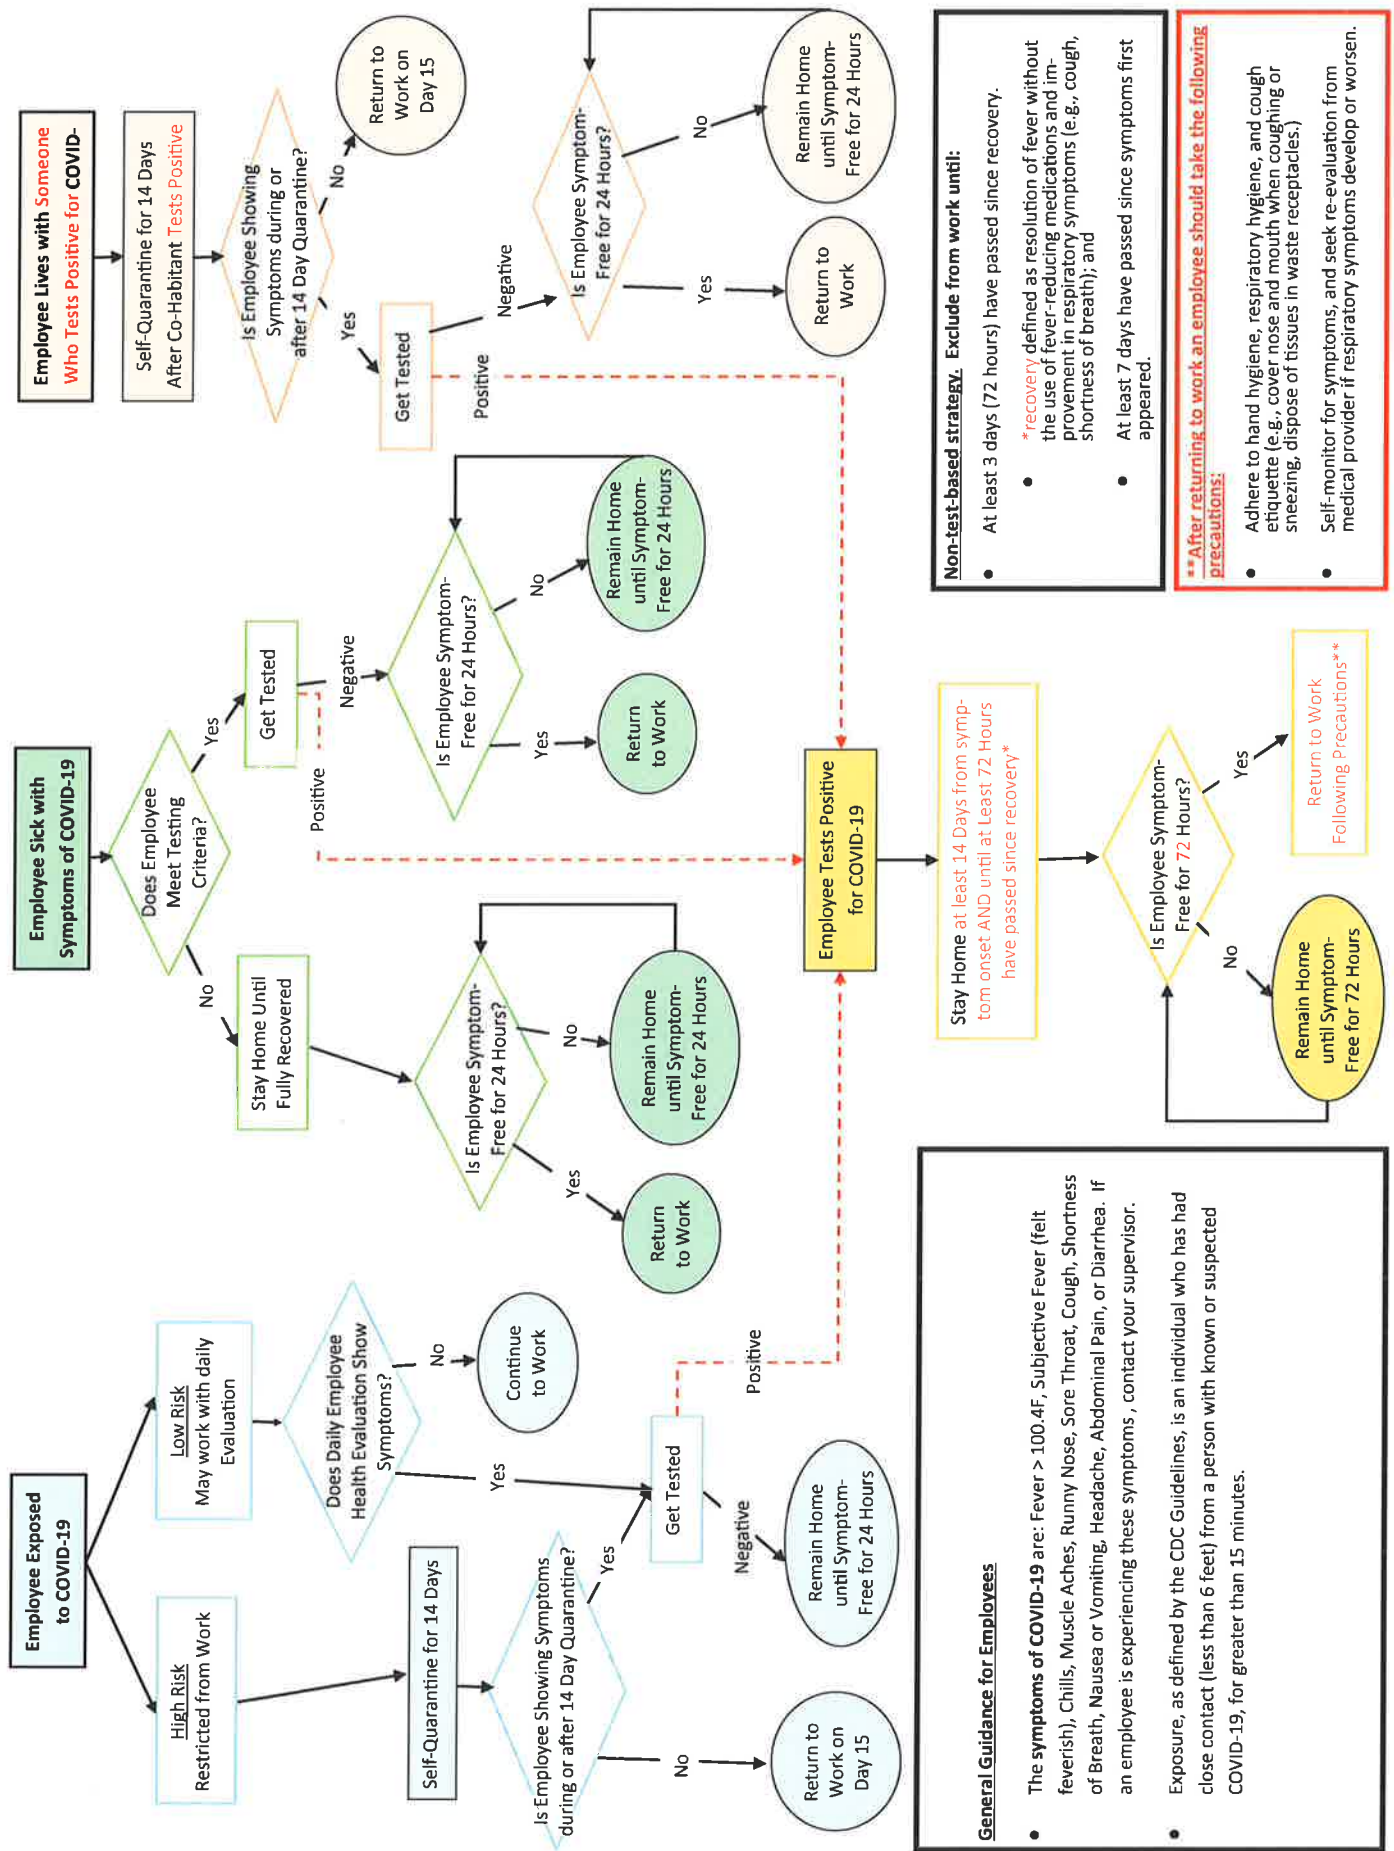 Employee Exposed
to COVID-19
High Risk
Restricted from Work
Low Risk
May work with daily
Evaluation
Self-Quarantine for 14 Days
Does Daily Employee
Health Evaluation Show
Symptoms?
No
Continue
to Work
Yes
Is Employee Showing Symptoms
during or after 14 Day Quarantine?
Yes
Get Tested
Positive
Negative
No
Return to
Work on
Day 15
Remain Home
until Symptom-
Free for 24 Hours
Employee Sick with
Symptoms of COVID-19
Does Employee
Meet Testing
Criteria?
No
Yes
Stay Home Until
Fully Recovered
Get Tested
Positive
Negative
Is Employee Symptom-
Free for 24 Hours?
Yes
No
Return
to Work
Remain Home
until Symptom-
Free for 24 Hours
Is Employee Symptom-
Free for 24 Hours?
Yes
No
Return
to Work
Remain Home
until Symptom-
Free for 24 Hours
Employee Lives with Someone
Who Tests Positive for COVID-
Self-Quarantine for 14 Days
After Co-Habitant Tests Positive
Is Employee Showing
Symptoms during or
after 14 Day Quarantine?
Yes
No
Return to
Work on
Day 15
Get Tested
Positive
Negative
Is Employee Symptom-
Free for 24 Hours?
Yes
No
Return to
Work
Remain Home
until Symptom-
Free for 24 Hours
Employee Tests Positive
for COVID-19
Stay Home at least 14 Days from symp-
tom onset AND until at Least 72 Hours
have passed since recovery*
Is Employee Symptom-
Free for 72 Hours?
No
Yes
Remain Home
until Symptom-
Free for 72 Hours
Return to Work
Following Precautions**
General Guidance for Employees
• The symptoms of COVID-19 are: Fever > 100.4F, Subjective Fever (felt
feverish), Chills, Muscle Aches, Runny Nose, Sore Throat, Cough, Shortness
of Breath, Nausea or Vomiting, Headache, Abdominal Pain, or Diarrhea. If
an employee is experiencing these symptoms , contact your supervisor.
• Exposure, as defined by the CDC Guidelines, is an individual who has had
close contact (less than 6 feet) from a person with known or suspected
COVID-19, for greater than 15 minutes.
Non-test-based strategy. Exclude from work until:
• At least 3 days (72 hours) have passed since recovery.
• *recovery defined as resolution of fever without
the use of fever-reducing medications and im-
provement in respiratory symptoms (e.g., cough,
shortness of breath); and
• At least 7 days have passed since symptoms first
appeared.
**After returning to work an employee should take the following
precautions:
• Adhere to hand hygiene, respiratory hygiene, and cough
etiquette (e.g., cover nose and mouth when coughing or
sneezing, dispose of tissues in waste receptacles.)
• Self-monitor for symptoms, and seek re-evaluation from
medical provider if respiratory symptoms develop or worsen.